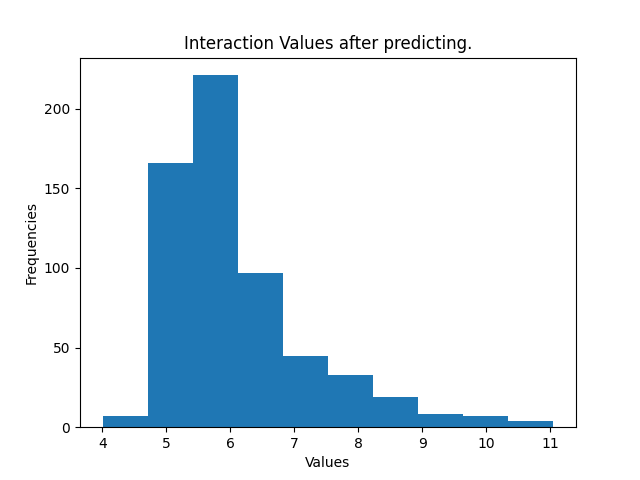 Interaction Values after predicting.
Frequencies
200
150
100
50
0
4 5 6 7 8 9 10 11
Values